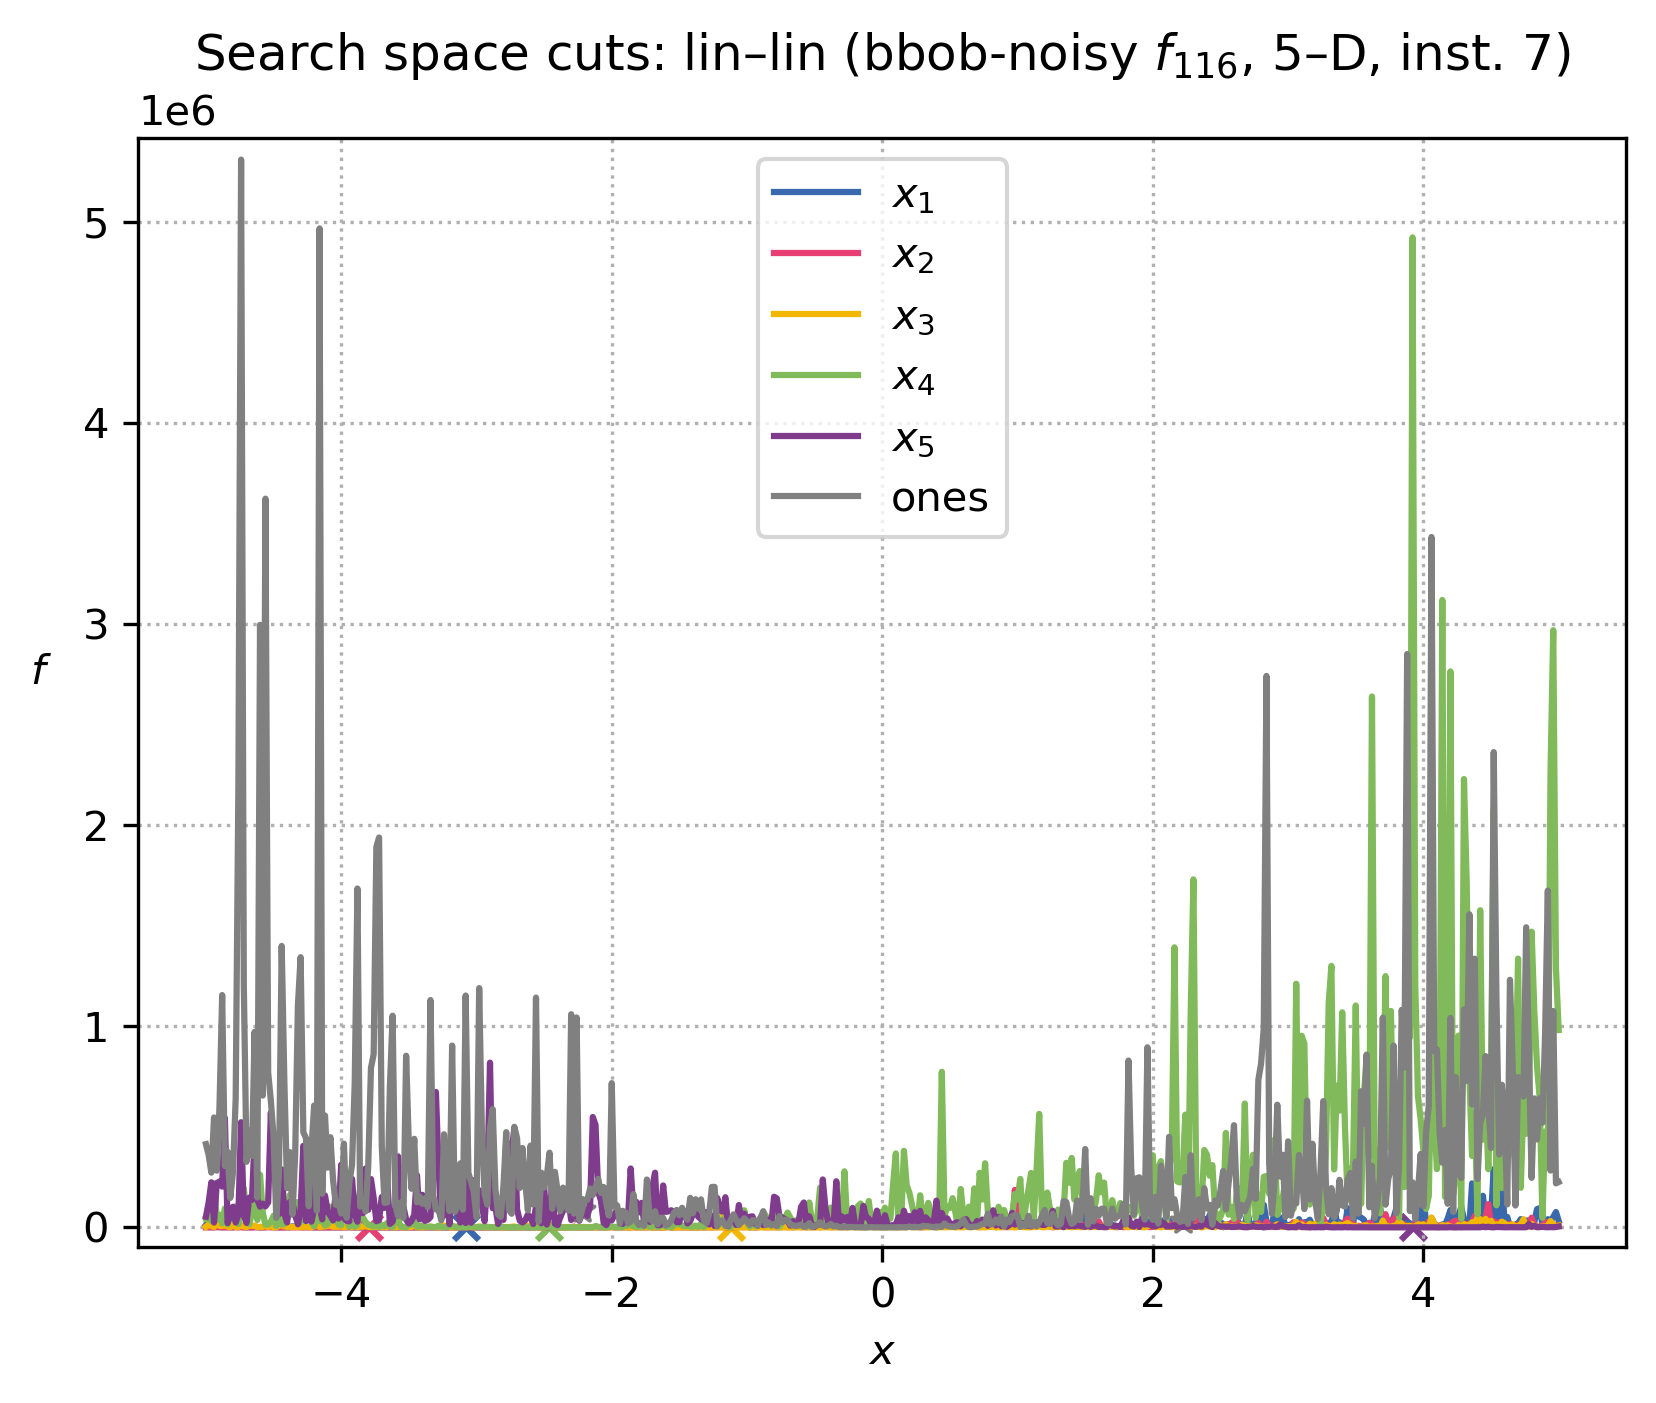 Search space cuts: lin–lin (bbob-noisy f₁₁₆, 5–D, inst. 7)
1e6
x₁
x₂
x₃
x₄
x₅
ones
5
4
3
2
1
0
f
−4 −2 0 2 4
x